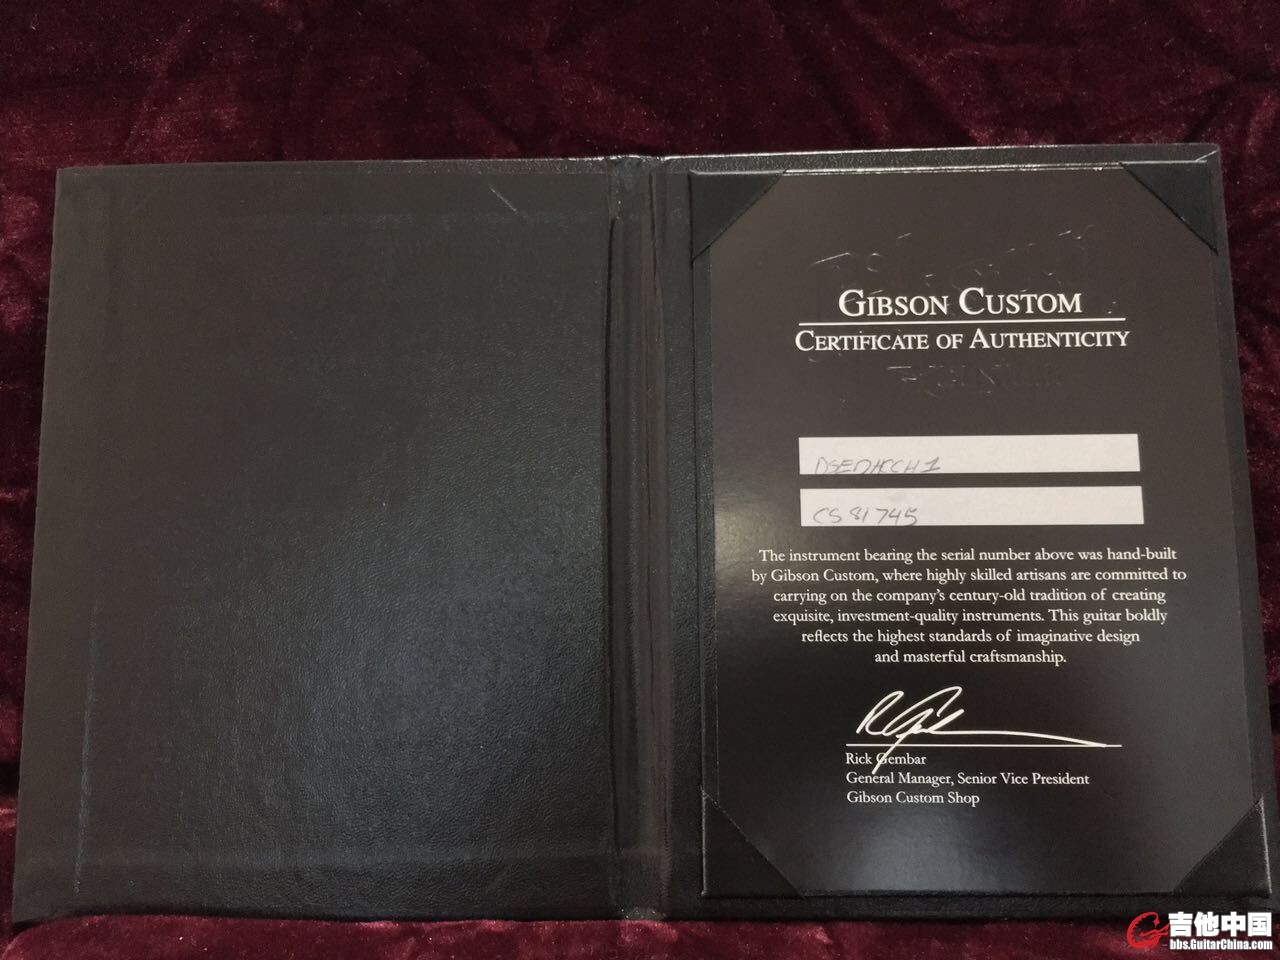 GIBSON CUSTOM
CERTIFICATE OF AUTHENTICITY
CS 81745
The instrument bearing the serial number above was hand-built
by Gibson Custom, where highly skilled artisans are committed to
carrying on the company's century-old tradition of creating
exquisite, investment-quality instruments. This guitar boldly
reflects the highest standards of imaginative design
and masterful craftsmanship.
Rick Gembar
General Manager, Senior Vice President
Gibson Custom Shop
吉他中国
bbs.GuitarChina.com